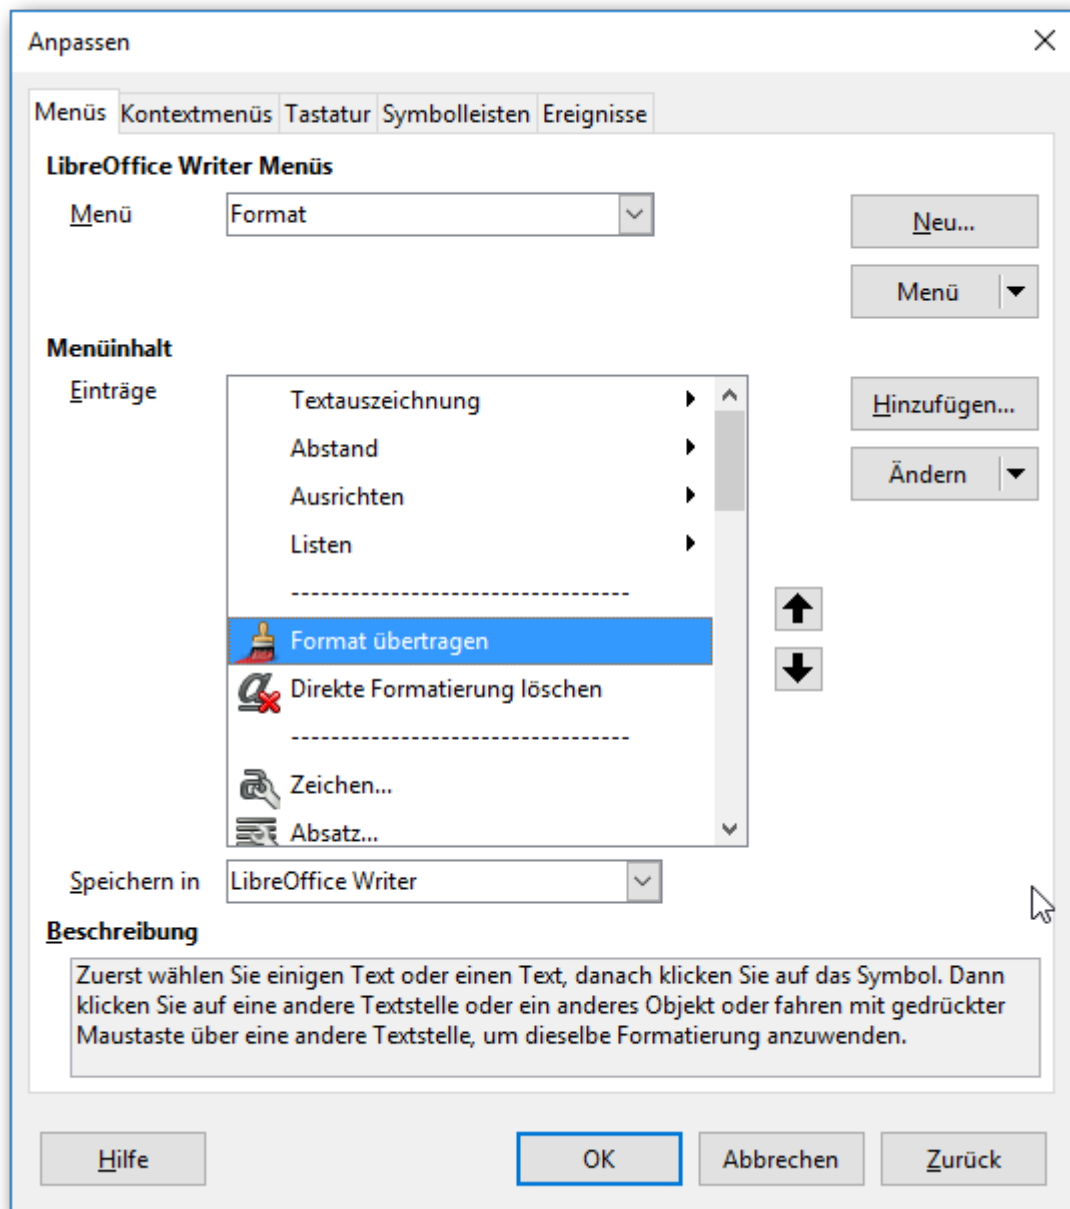 Anpassen
Menüs Kontextmenüs Tastatur Symbolleisten Ereignisse
LibreOffice Writer Menüs
Menü Format Neu...
Menü
Menüinhalt
Einträge Textauszeichnung Hinzufügen...
Abstand
Ändern
Ausrichten
Listen
----------------------------------
Format übertragen
Direkte Formatierung löschen
----------------------------------
Zeichen...
Absatz...
Speichern in LibreOffice Writer
Beschreibung
Zuerst wählen Sie einigen Text oder einen Text, danach klicken Sie auf das Symbol. Dann
klicken Sie auf eine andere Textstelle oder ein anderes Objekt oder fahren mit gedrückter
Maustaste über eine andere Textstelle, um dieselbe Formatierung anzuwenden.
Hilfe OK Abbrechen Zurück